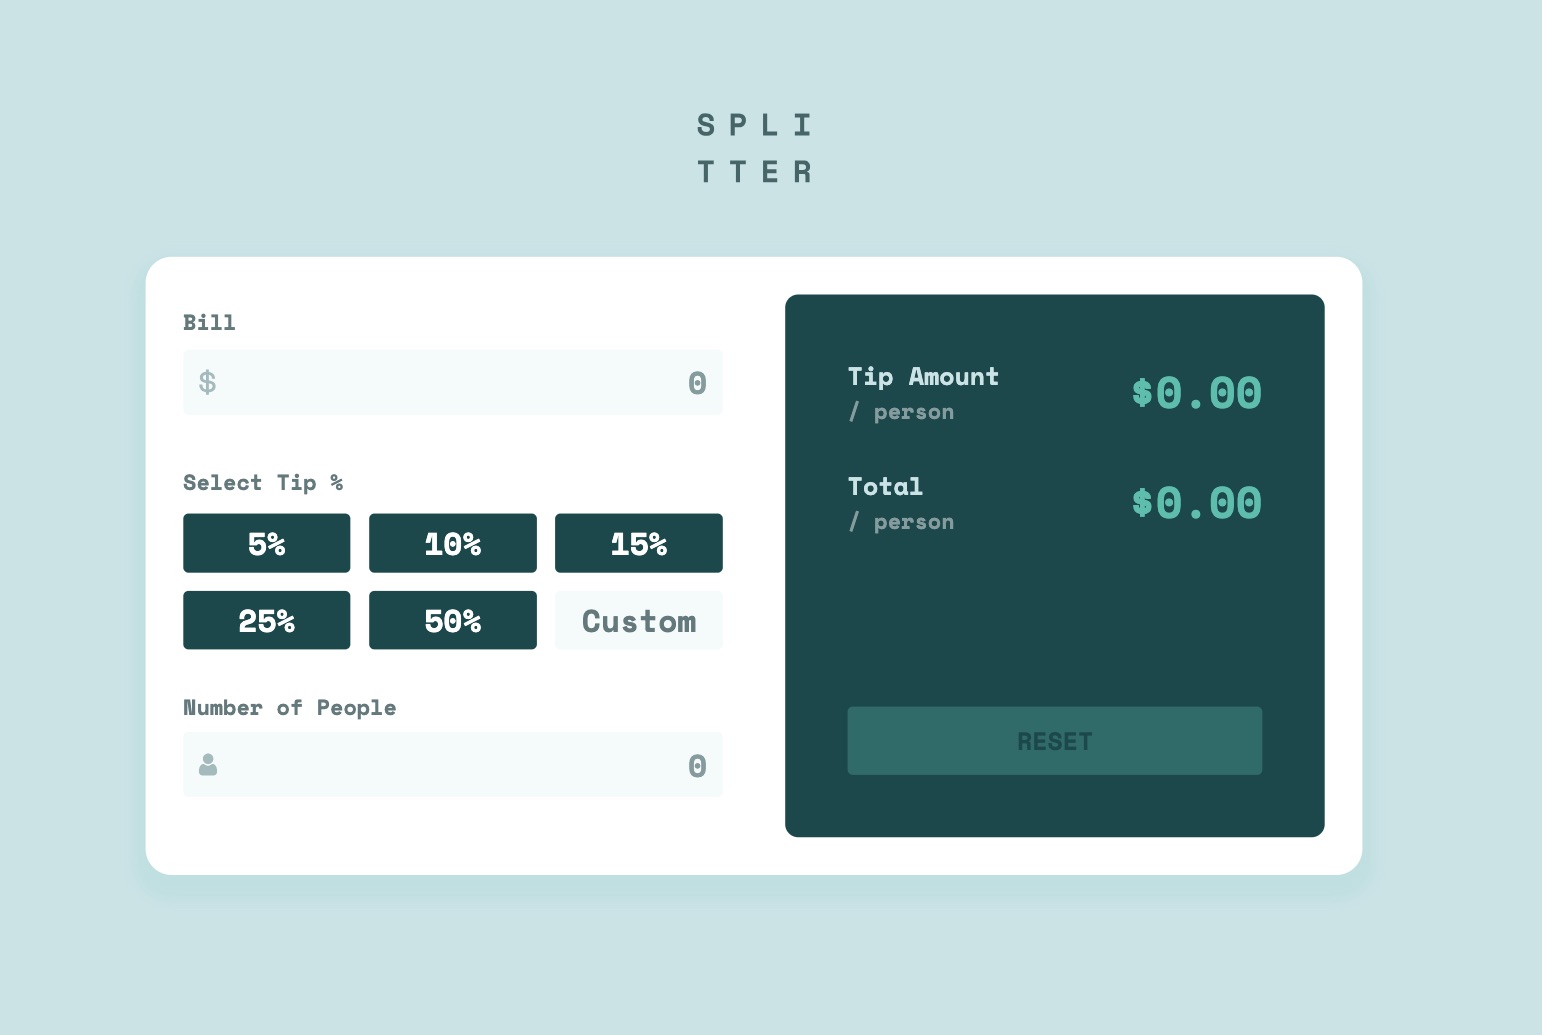 SPLI
TTER
Bill
$ 0
Select Tip %
5% 10% 15%
25% 50% Custom
Number of People
0
Tip Amount
/ person
$0.00
Total
/ person
$0.00
RESET